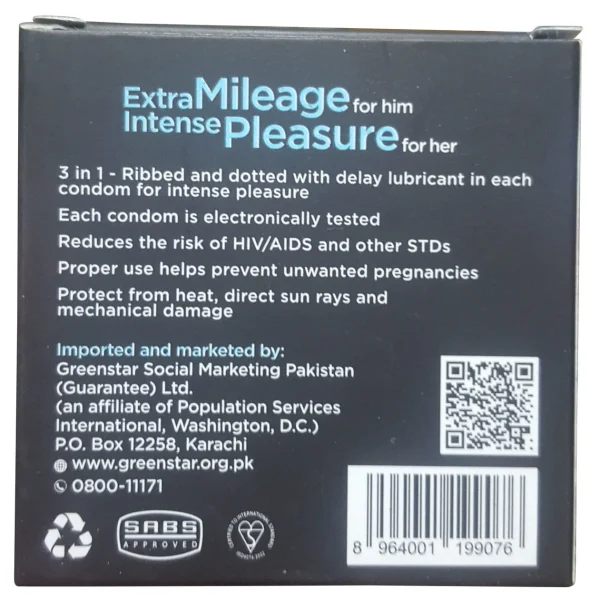 Extra Mileage for him
Intense Pleasure for her
3 in 1 - Ribbed and dotted with delay lubricant in each
condom for intense pleasure
Each condom is electronically tested
Reduces the risk of HIV/AIDS and other STDs
Proper use helps prevent unwanted pregnancies
Protect from heat, direct sun rays and
mechanical damage
Imported and marketed by:
Greenstar Social Marketing Pakistan
(Guarantee) Ltd.
(an affiliate of Population Services
International, Washington, D.C.)
P.O. Box 12258, Karachi
www.greenstar.org.pk
0800-11171
SABS
APPROVED
8 964001 199076